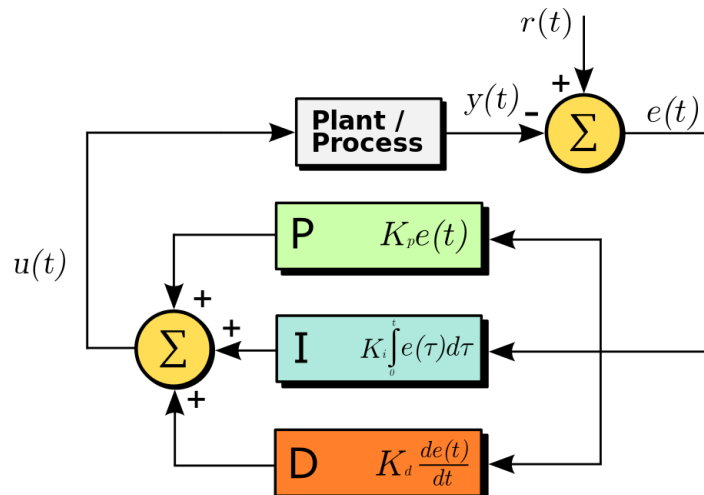 r(t)
+
Plant /
Process
y(t)
-
Σ
e(t)
P K_p e(t)
u(t)
+
+
Σ
I K_i ∫_0^t e(τ)dτ
+
D K_d de(t)/dt